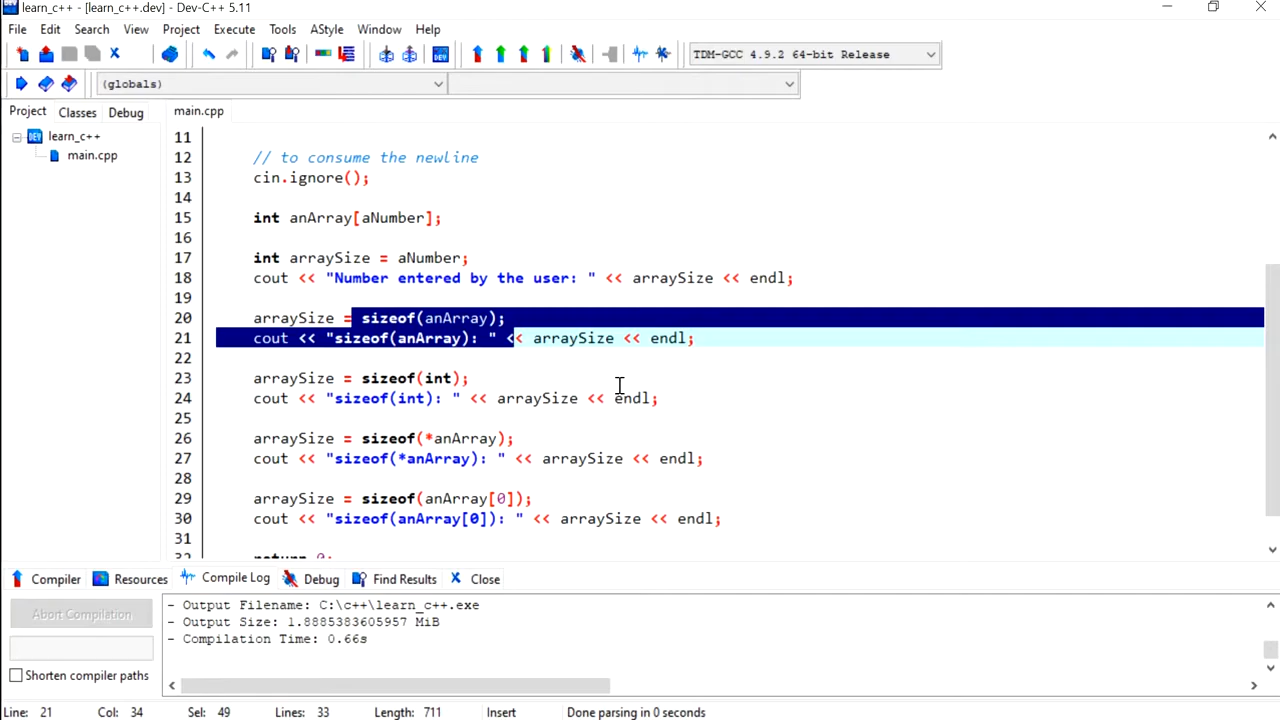 learn_c++ - [learn_c++.dev] - Dev-C++ 5.11
File Edit Search View Project Execute Tools AStyle Window Help
TDM-GCC 4.9.2 64-bit Release
(globals)
Project Classes Debug main.cpp
learn_c++
main.cpp
11
12 // to consume the newline
13 cin.ignore();
14
15 int anArray[aNumber];
16
17 int arraySize = aNumber;
18 cout << "Number entered by the user: " << arraySize << endl;
19
20 arraySize = sizeof(anArray);
21 cout << "sizeof(anArray): " << arraySize << endl;
22
23 arraySize = sizeof(int);
24 cout << "sizeof(int): " << arraySize << endl;
25
26 arraySize = sizeof(*anArray);
27 cout << "sizeof(*anArray): " << arraySize << endl;
28
29 arraySize = sizeof(anArray[0]);
30 cout << "sizeof(anArray[0]): " << arraySize << endl;
31
32 return 0;
Compiler Resources Compile Log Debug Find Results Close
Abort Compilation
Shorten compiler paths
- Output Filename: C:\c++\learn_c++.exe
- Output Size: 1.8885383605957 MiB
- Compilation Time: 0.66s
Line: 21 Col: 34 Sel: 49 Lines: 33 Length: 711 Insert Done parsing in 0 seconds